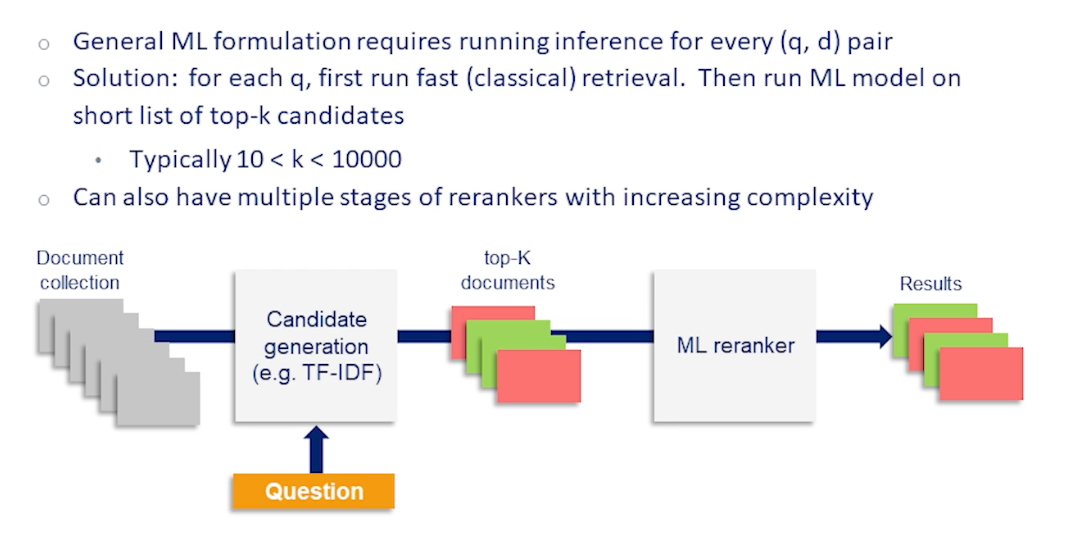 General ML formulation requires running inference for every (q, d) pair
Solution: for each q, first run fast (classical) retrieval. Then run ML model on
short list of top-k candidates
Typically 10 < k < 10000
Can also have multiple stages of rerankers with increasing complexity
Document
collection
top-K
documents
Results
Candidate
generation
(e.g. TF-IDF)
ML reranker
Question